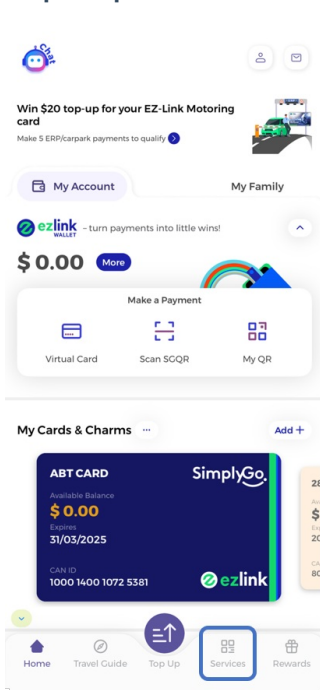 Chat
Win $20 top-up for your EZ-Link Motoring
card
Make 5 ERP/carpark payments to qualify
My Account
My Family
ezlink
WALLET
- turn payments into little wins!
$ 0.00
More
Make a Payment
Virtual Card
Scan SGQR
My QR
My Cards & Charms
...
Add +
ABT CARD
SimplyGo.
Available Balance
$ 0.00
Expires
31/03/2025
CAN ID
1000 1400 1072 5381
ezlink
28
$
20
80
Home
Travel Guide
Top Up
Services
Rewards